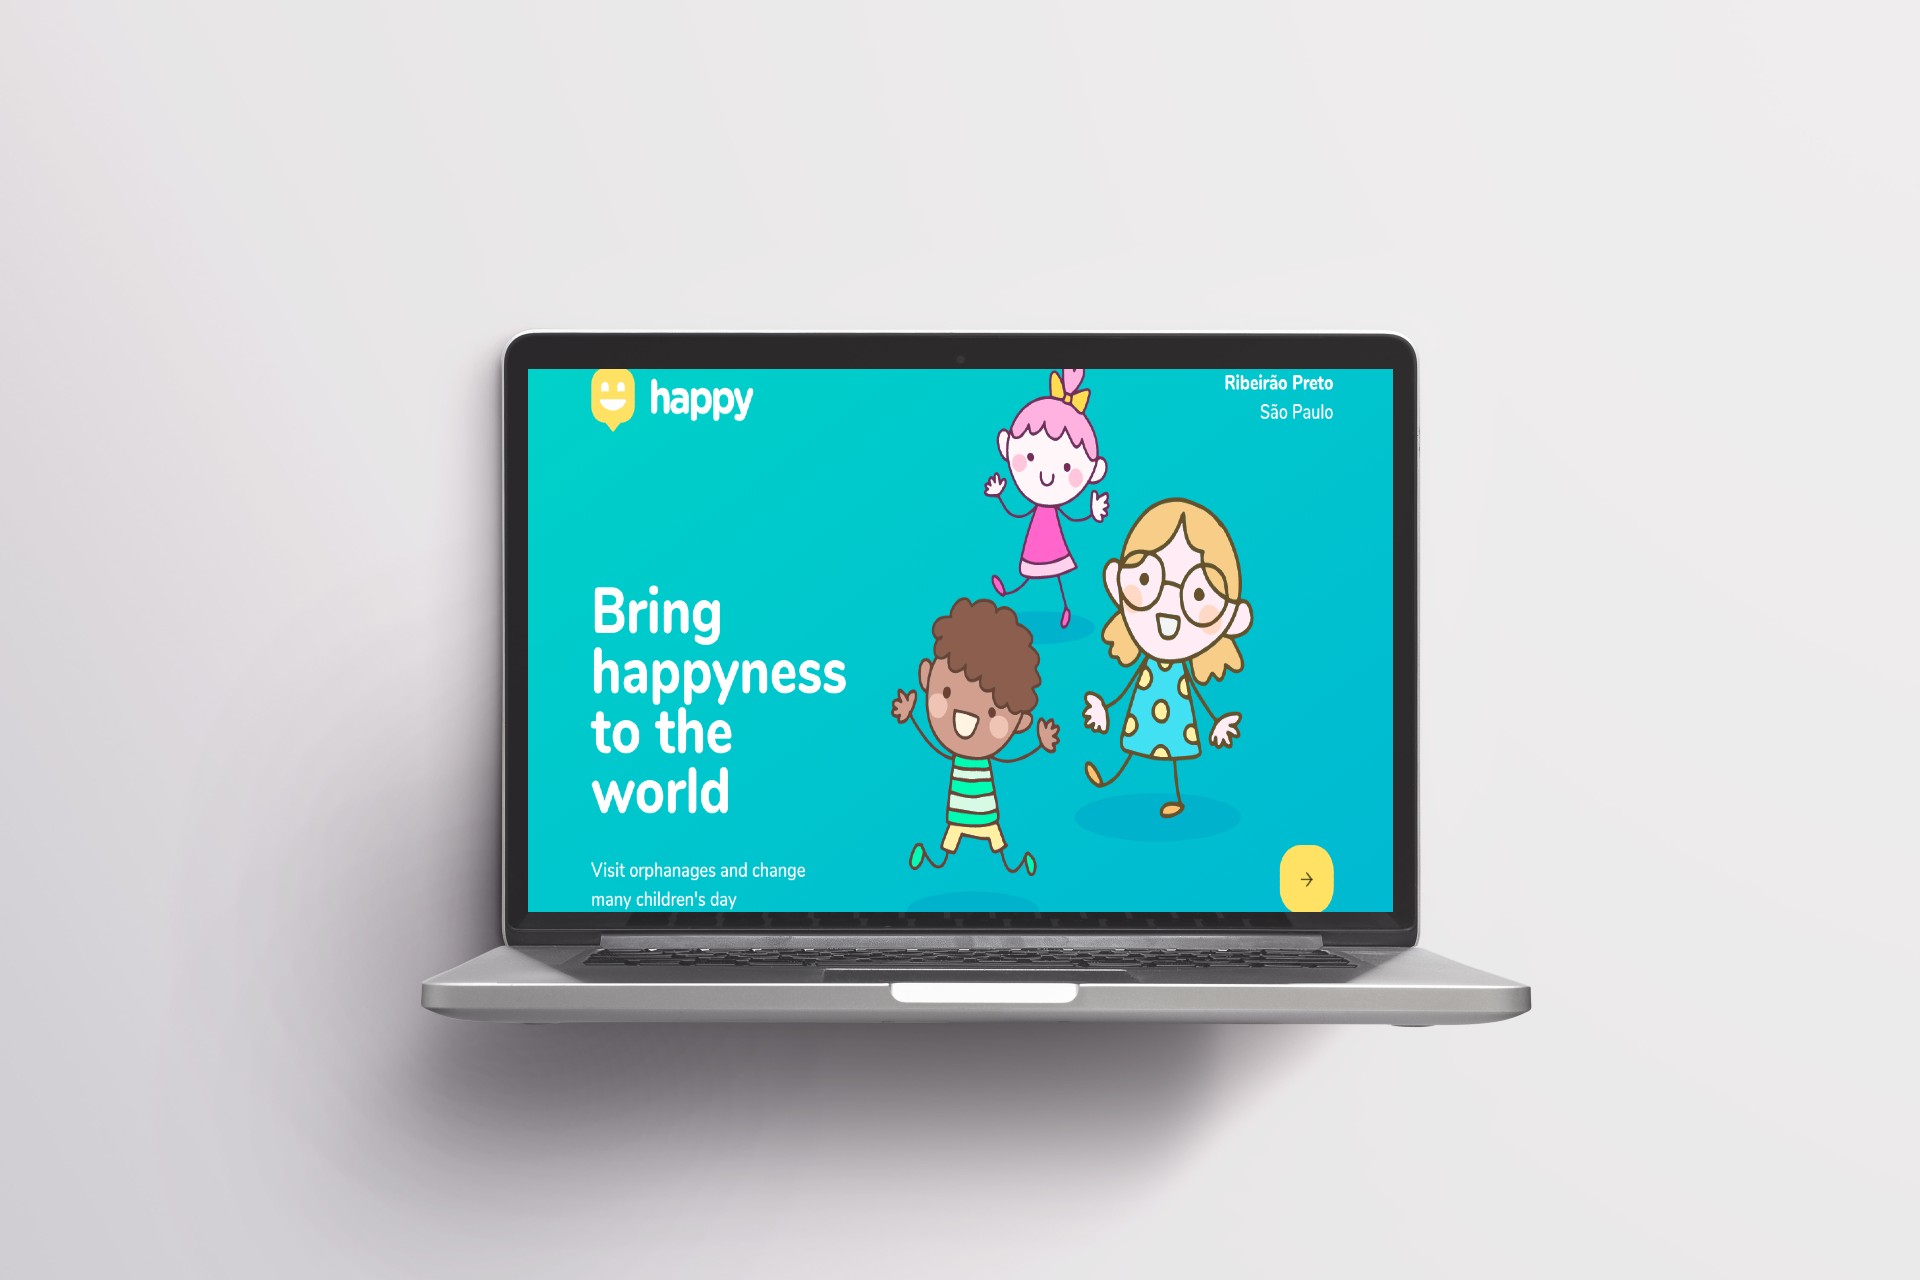 happy
Ribeirão Preto
São Paulo
Bring
happyness
to the
world
Visit orphanages and change
many children's day